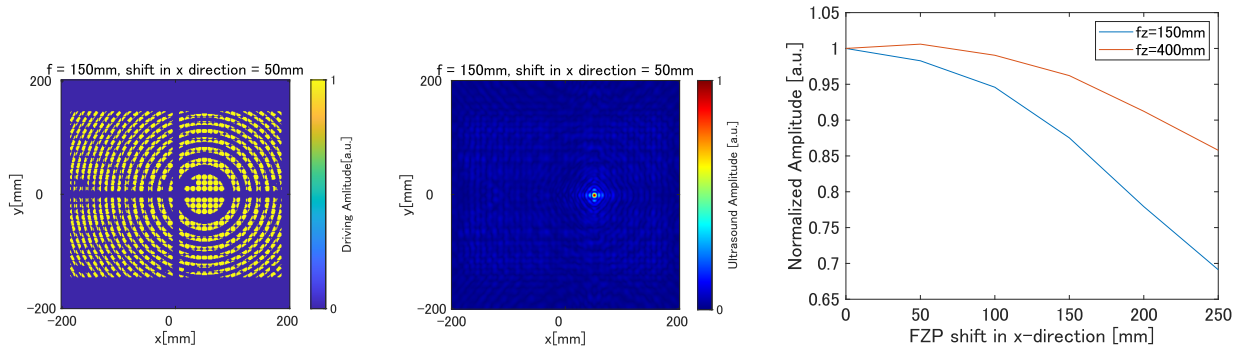 f = 150mm, shift in x direction = 50mm
200
0
-200
y[mm]
-200
0
200
x[mm]
1
0
Driving Amlitude[a.u.]
f = 150mm, shift in x direction = 50mm
200
0
-200
y[mm]
-200
0
200
x[mm]
1
0
Ultrasound Amplitude [a.u.]
1.05
1
0.95
0.9
0.85
0.8
0.75
0.7
0.65
Normalized Amplitude [a.u.]
fz=150mm
fz=400mm
0
50
100
150
200
250
FZP shift in x-direction [mm]